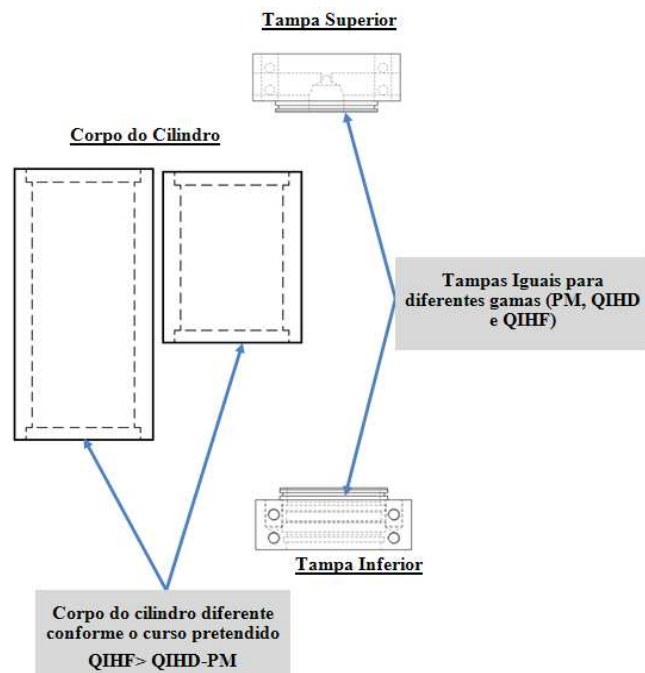 Tampa Superior
Corpo do Cilindro
Tampas Iguais para
diferentes gamas (PM, QIHD
e QIHF)
Tampa Inferior
Corpo do cilindro diferente
conforme o curso pretendido
QIHF> QIHD-PM